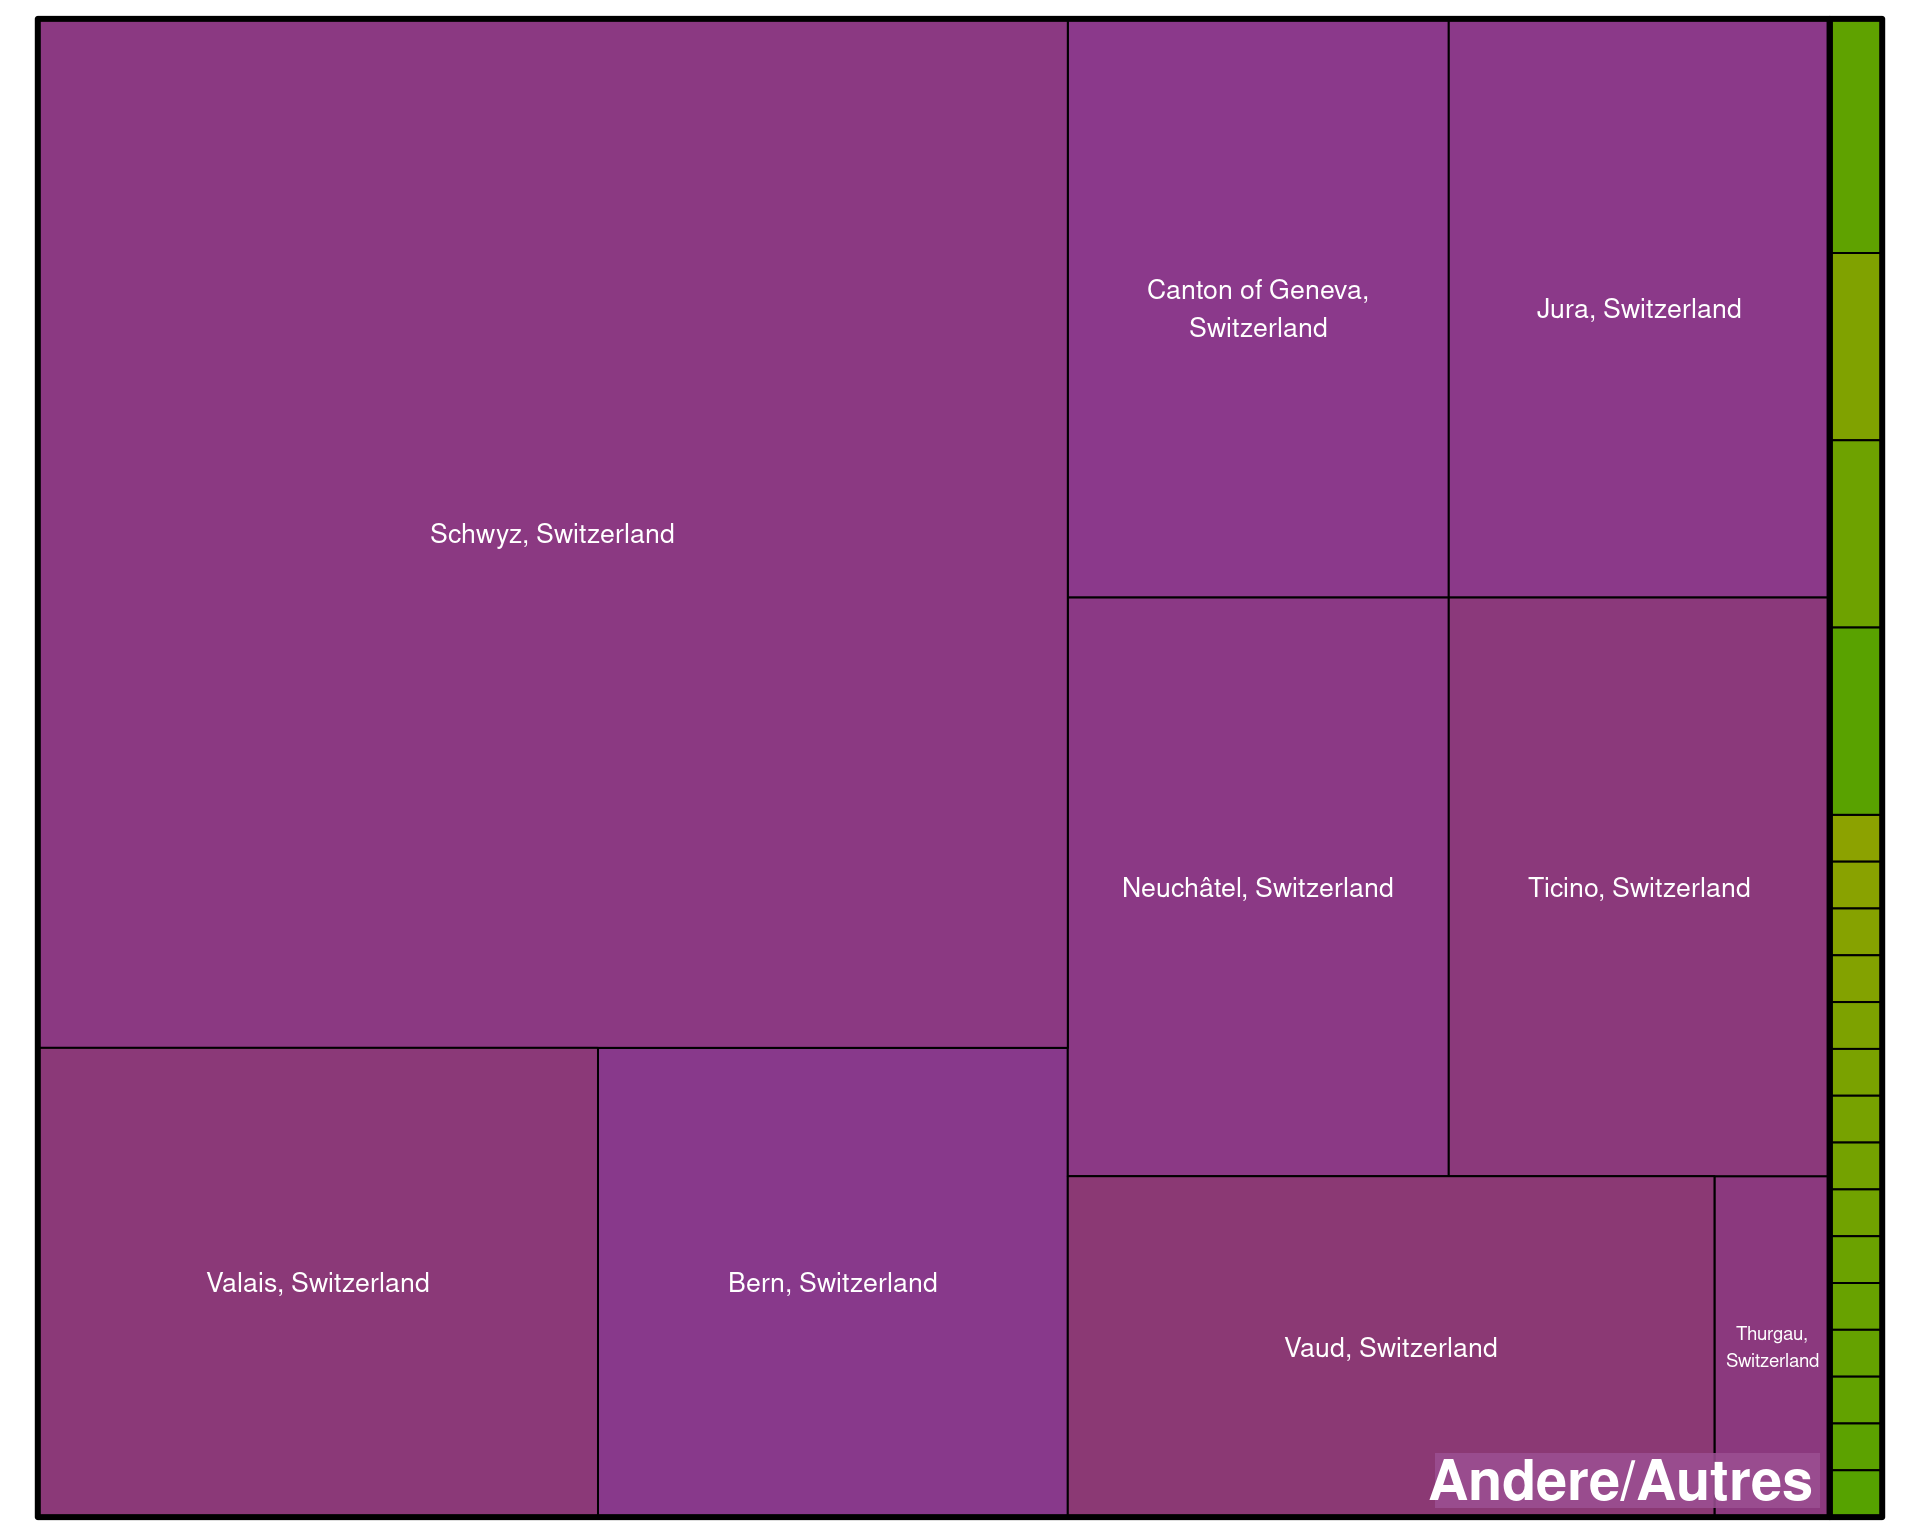 Canton of Geneva,
Switzerland
Jura, Switzerland
Schwyz, Switzerland
Neuchâtel, Switzerland
Ticino, Switzerland
Valais, Switzerland
Bern, Switzerland
Vaud, Switzerland
Thurgau,
Switzerland
Andere/Autres